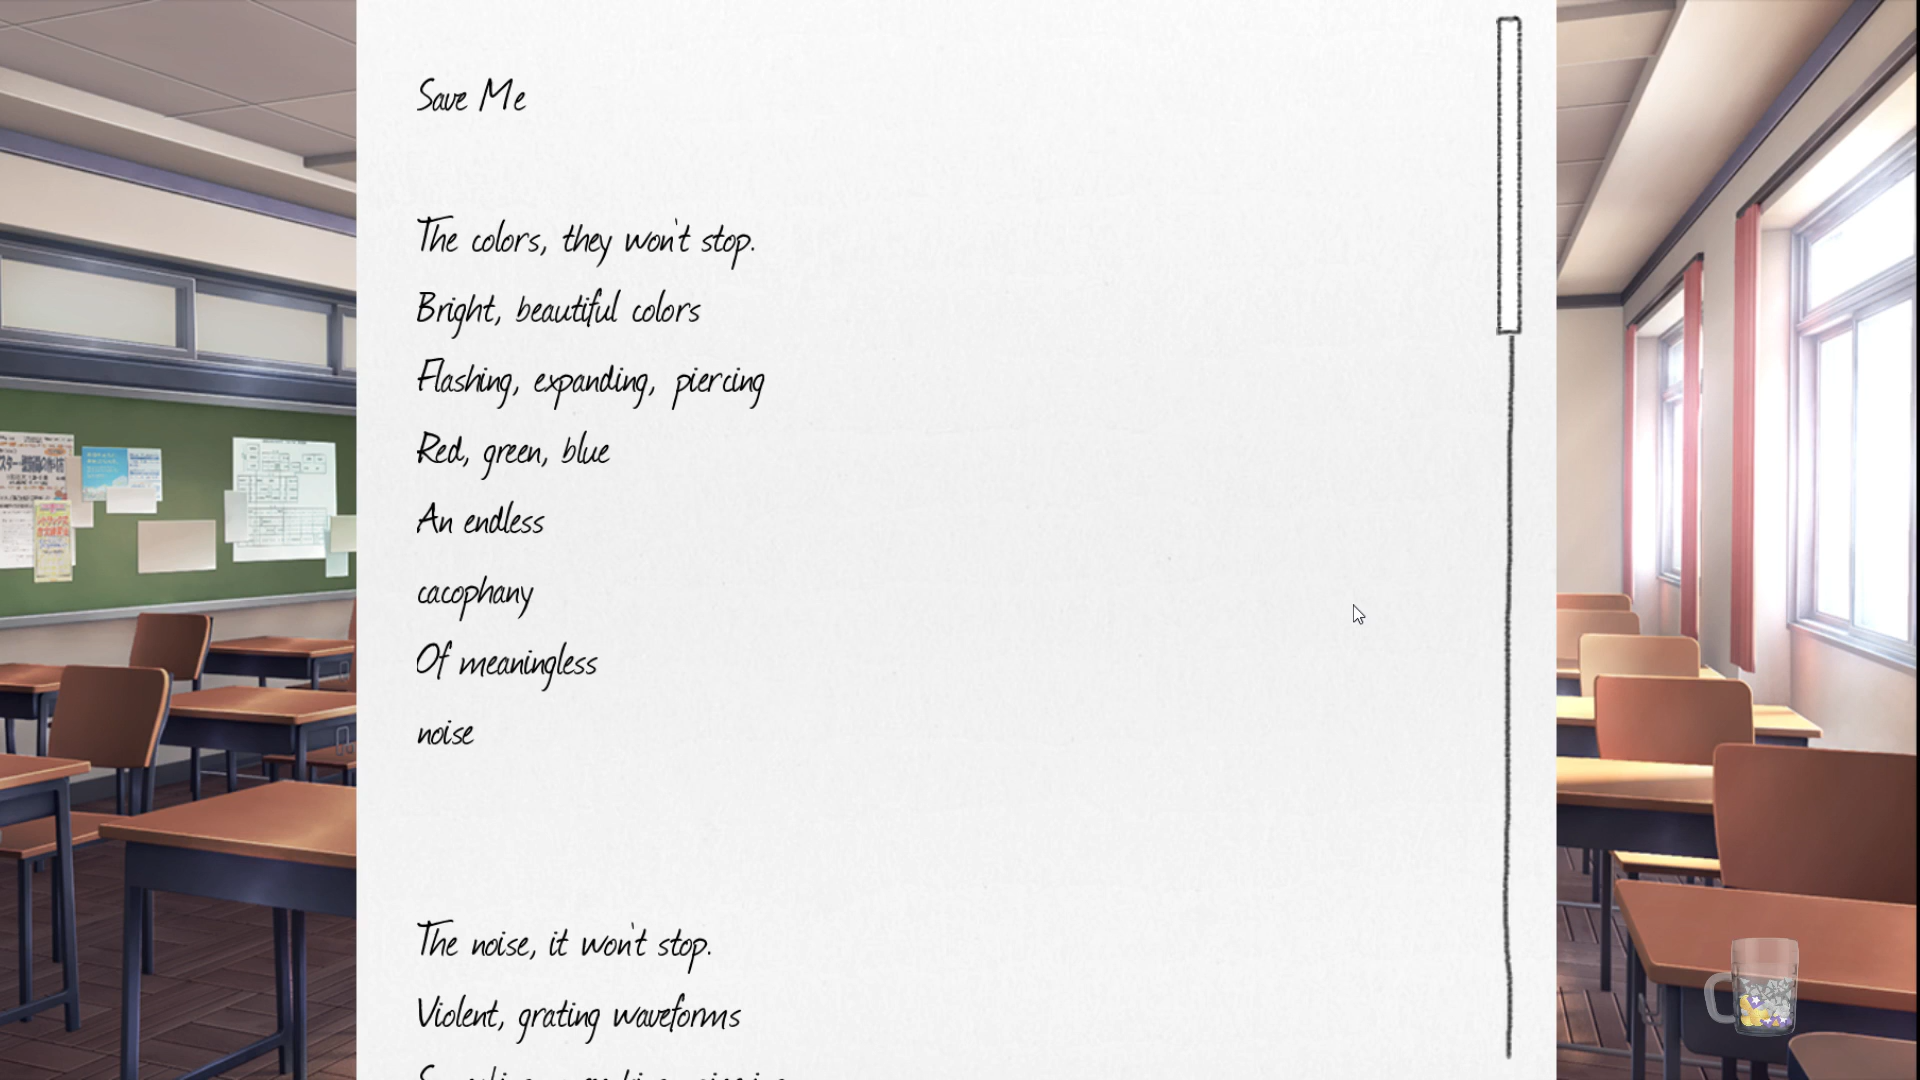 Save Me
The colors, they won't stop.
Bright, beautiful colors
Flashing, expanding, piercing
Red, green, blue
An endless
cacophany
Of meaningless
noise
The noise, it won't stop.
Violent, grating waveforms